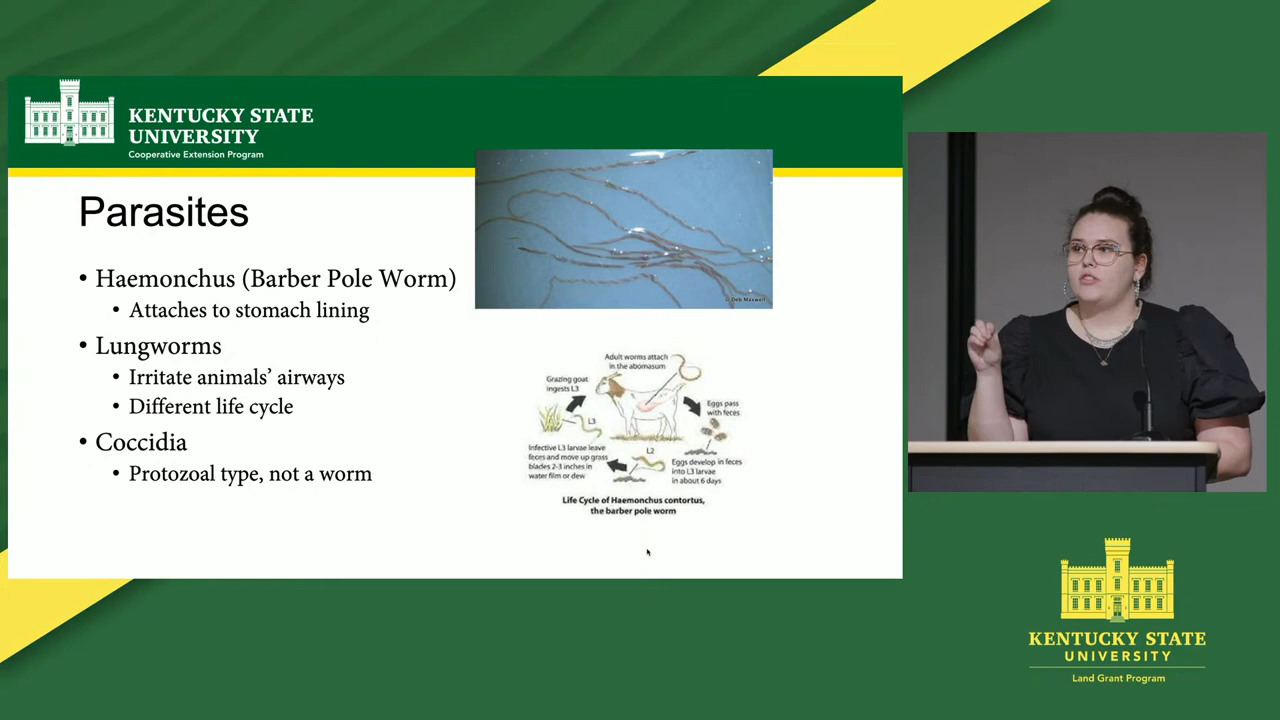 KENTUCKY STATE
UNIVERSITY
Cooperative Extension Program
Parasites
• Haemonchus (Barber Pole Worm)
• Attaches to stomach lining
• Lungworms
• Irritate animals’ airways
• Different life cycle
• Coccidia
• Protozoal type, not a worm
© Deb Maxwell
Adult worms attach
in the abomasum
Grazing goat
ingests L3
Eggs pass
with feces
L3
Infective L3 larvae leave
feces and move up grass
blades 2-3 inches in
water film or dew
L2
Eggs develop in feces
into L3 larvae
in about 6 days
Life Cycle of Haemonchus contortus,
the barber pole worm
KENTUCKY STATE
UNIVERSITY
Land Grant Program